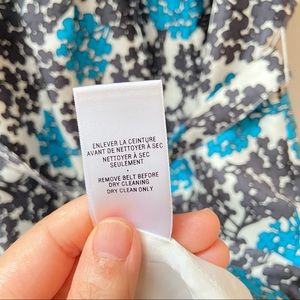 ENLEVER LA CEINTURE
AVANT DE NETTOYER À SEC
NETTOYER À SEC
SEULEMENT
•
REMOVE BELT BEFORE
DRY CLEANING
DRY CLEAN ONLY